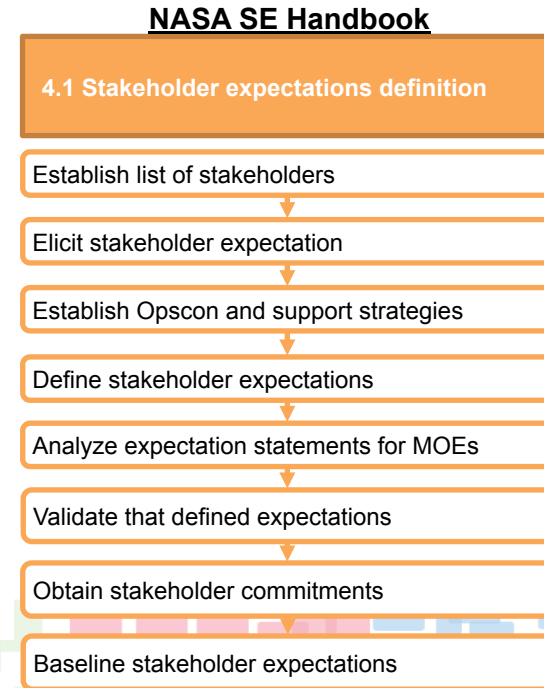 NASA SE Handbook
4.1 Stakeholder expectations definition
Establish list of stakeholders
Elicit stakeholder expectation
Establish Opscon and support strategies
Define stakeholder expectations
Analyze expectation statements for MOEs
Validate that defined expectations
Obtain stakeholder commitments
Baseline stakeholder expectations